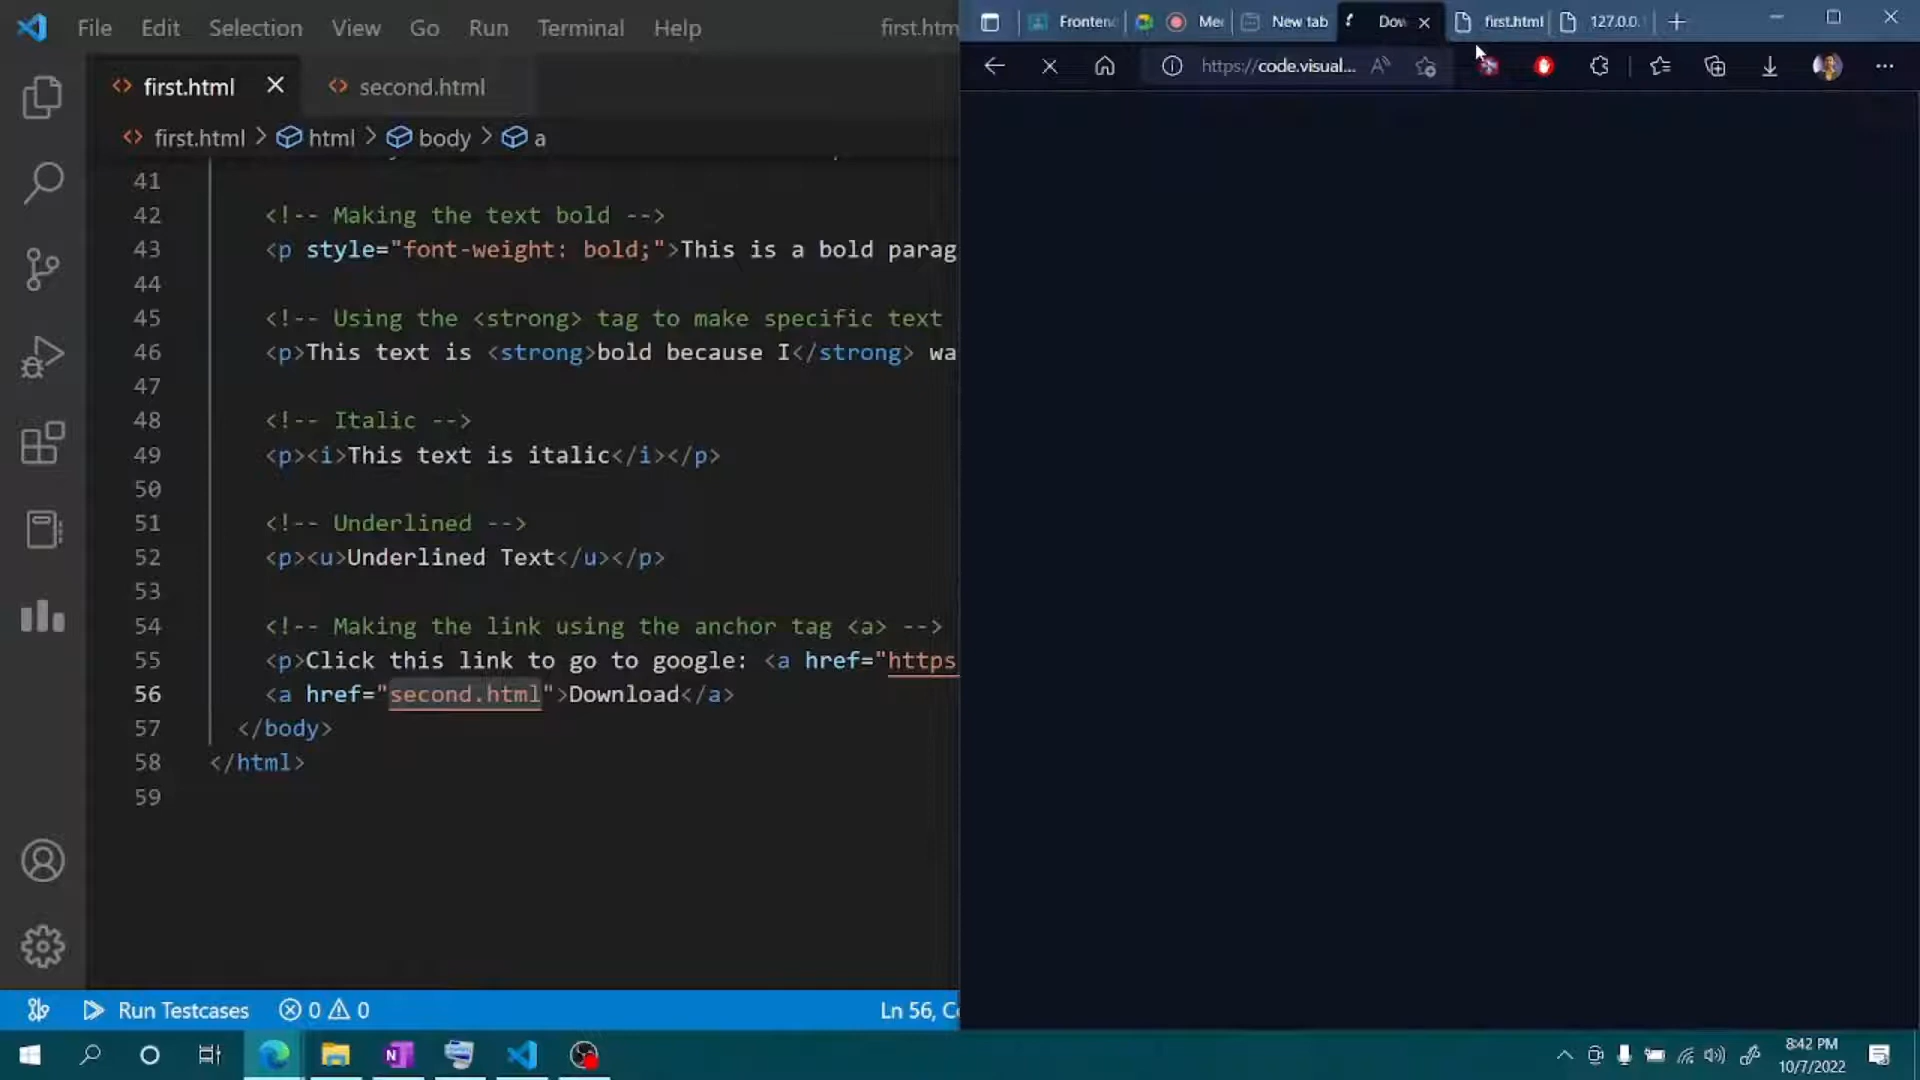 File Edit Selection View Go Run Terminal Help first.htm
first.html second.html
first.html > html > body > a
41
42 <!-- Making the text bold -->
43 <p style="font-weight: bold;">This is a bold parag
44
45 <!-- Using the <strong> tag to make specific text
46 <p>This text is <strong>bold because I</strong> wa
47
48 <!-- Italic -->
49 <p><i>This text is italic</i></p>
50
51 <!-- Underlined -->
52 <p><u>Underlined Text</u></p>
53
54 <!-- Making the link using the anchor tag <a> -->
55 <p>Click this link to go to google: <a href="https
56 <a href="second.html">Download</a>
57 </body>
58 </html>
59
Run Testcases 0 0 Ln 56, C
Frontend Mee New tab Dow first.html 127.0.0.
https://code.visual...
8:42 PM
10/7/2022